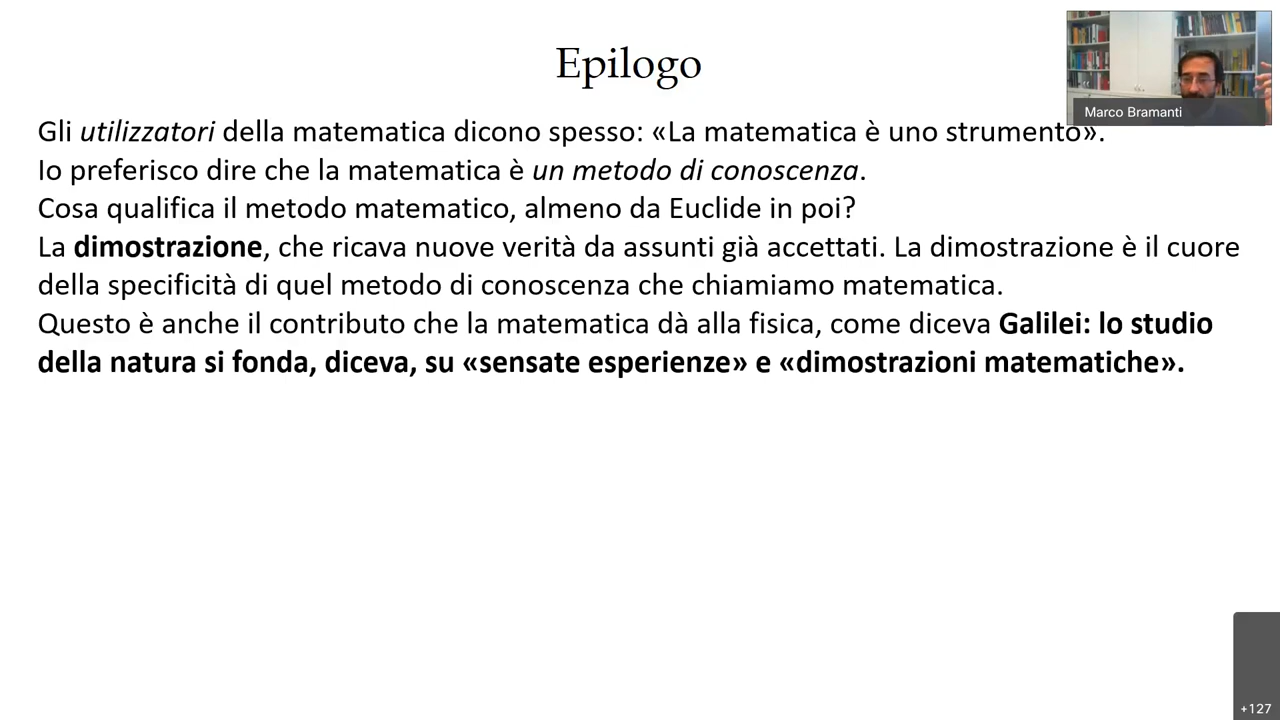 Epilogo
Marco Bramanti
Gli utilizzatori della matematica dicono spesso: «La matematica è uno strumento».
Io preferisco dire che la matematica è un metodo di conoscenza.
Cosa qualifica il metodo matematico, almeno da Euclide in poi?
La dimostrazione, che ricava nuove verità da assunti già accettati. La dimostrazione è il cuore
della specificità di quel metodo di conoscenza che chiamiamo matematica.
Questo è anche il contributo che la matematica dà alla fisica, come diceva Galilei: lo studio
della natura si fonda, diceva, su «sensate esperienze» e «dimostrazioni matematiche».
+127